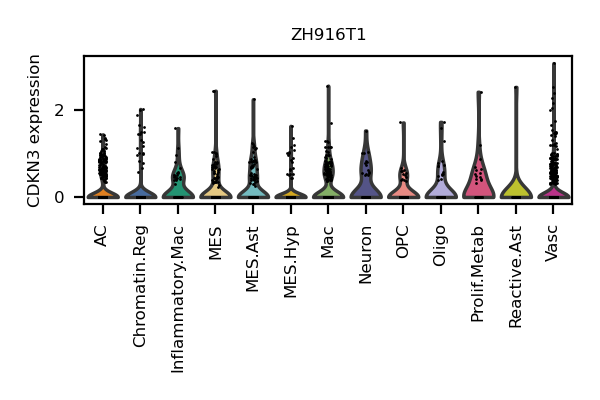 ZH916T1
CDKN3 expression
2
0
AC
Chromatin.Reg
Inflammatory.Mac
MES
MES.Ast
MES.Hyp
Mac
Neuron
OPC
Oligo
Prolif.Metab
Reactive.Ast
Vasc